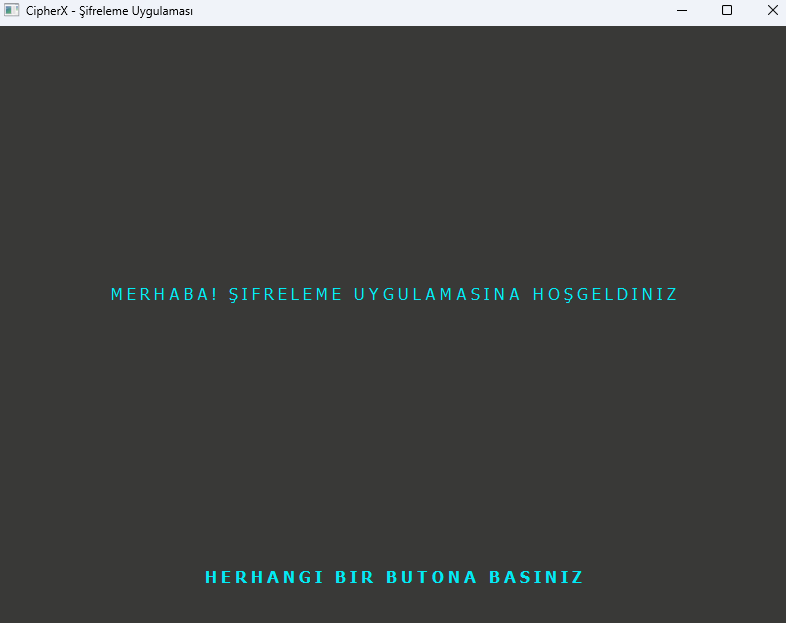 CipherX - Şifreleme Uygulaması
MERHABA! ŞIFRELEME UYGULAMASINA HOŞGELDINIZ
HERHANGI BIR BUTONA BASINIZ